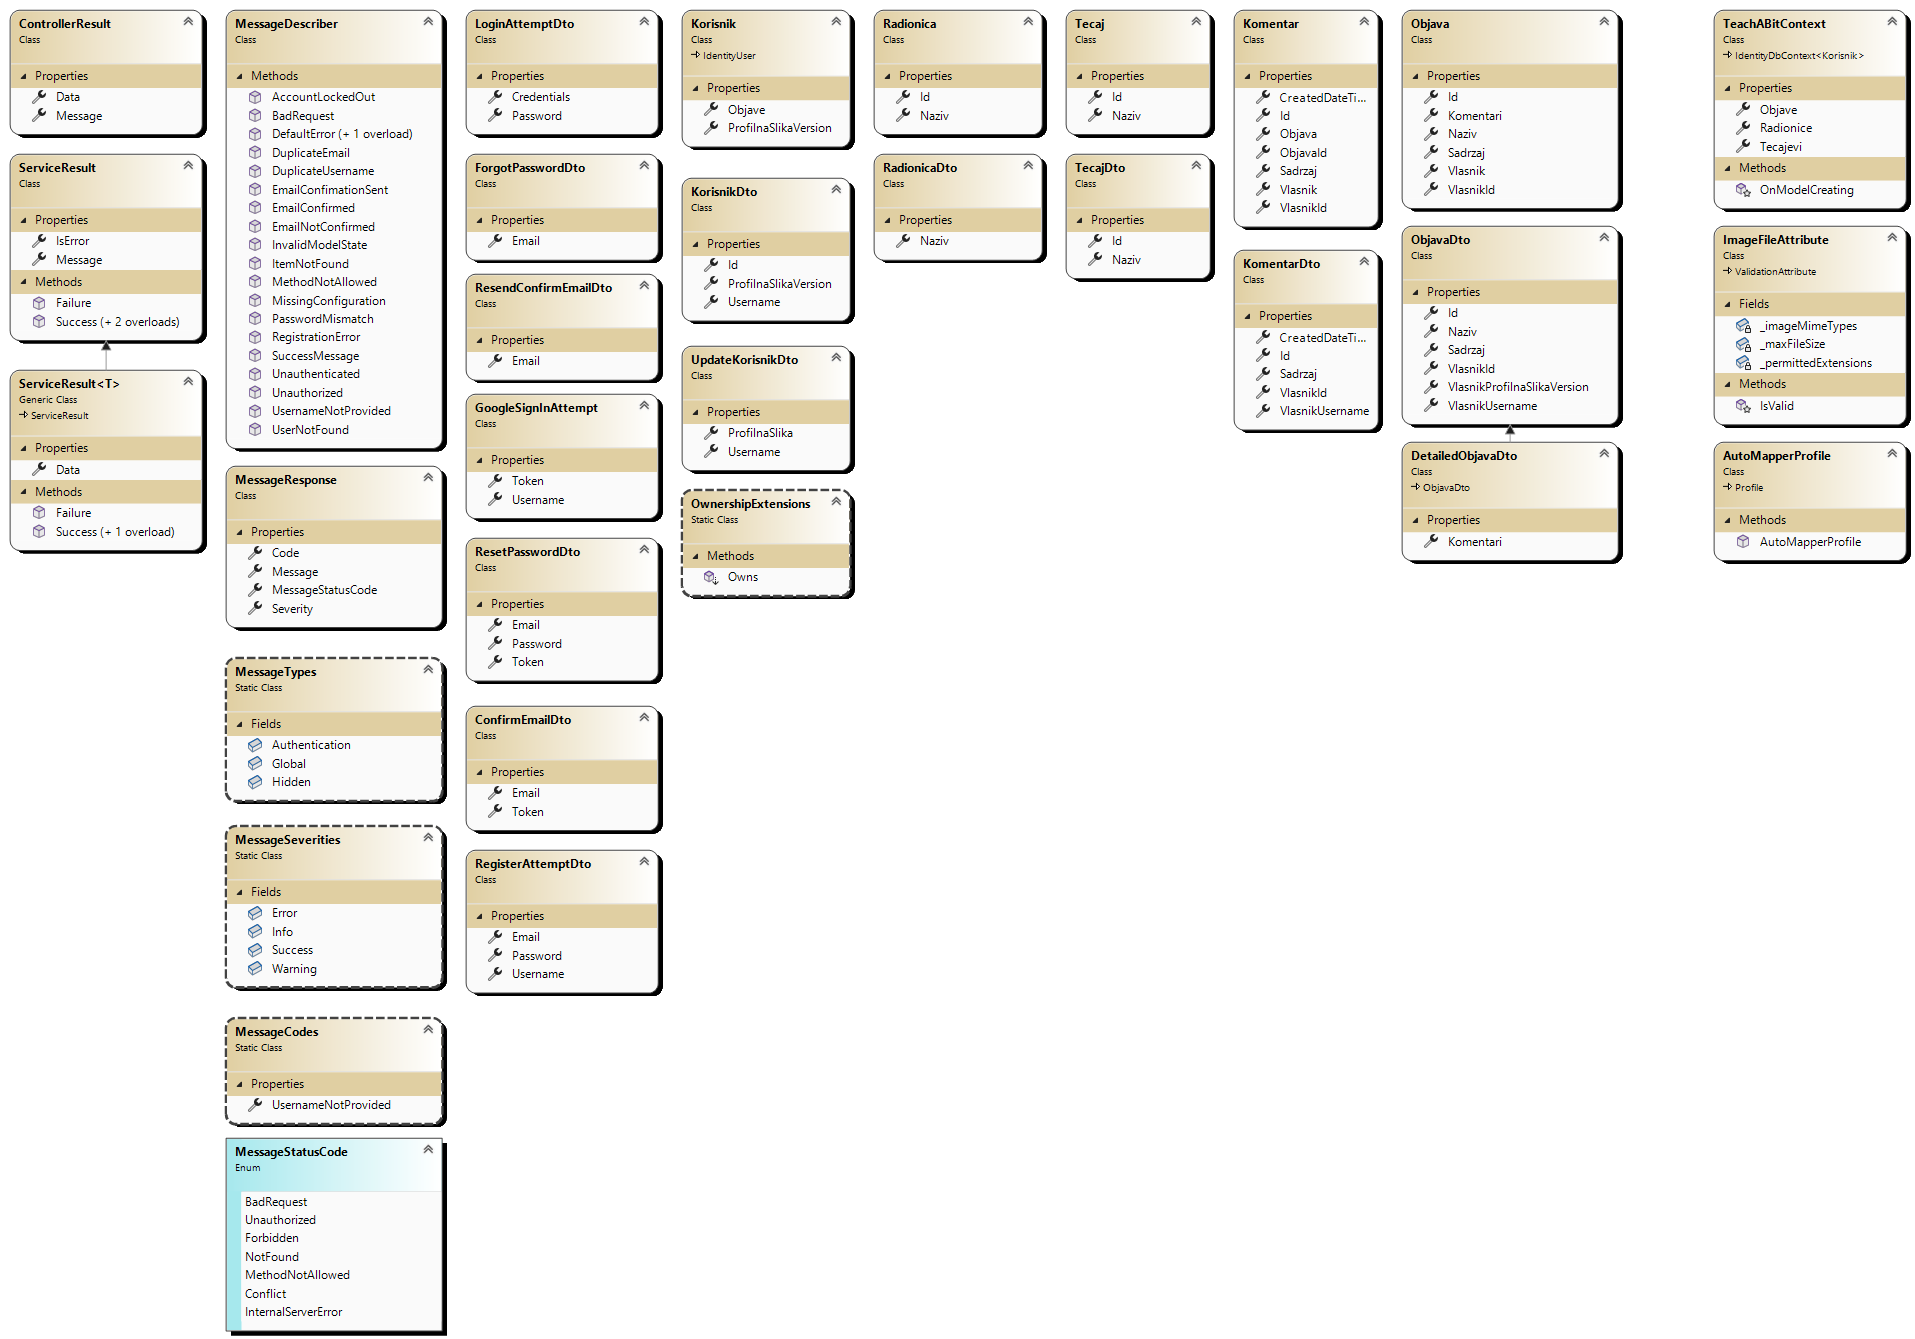 ControllerResult
Class
Properties
Data
Message
ServiceResult
Class
Properties
IsError
Message
Methods
Failure
Success (+ 2 overloads)
ServiceResult<T>
Generic Class
ServiceResult
Properties
Data
Methods
Failure
Success (+ 1 overload)
MessageDescriber
Class
Methods
AccountLockedOut
BadRequest
DefaultError (+ 1 overload)
DuplicateEmail
DuplicateUsername
EmailConfimationSent
EmailConfirmed
EmailNotConfirmed
InvalidModelState
ItemNotFound
MethodNotAllowed
MissingConfiguration
PasswordMismatch
RegistrationError
SuccessMessage
Unauthenticated
Unauthorized
UsernameNotProvided
UserNotFound
MessageResponse
Class
Properties
Code
Message
MessageStatusCode
Severity
MessageTypes
Static Class
Fields
Authentication
Global
Hidden
MessageSeverities
Static Class
Fields
Error
Info
Success
Warning
MessageCodes
Static Class
Properties
UsernameNotProvided
MessageStatusCode
Enum
BadRequest
Unauthorized
Forbidden
NotFound
MethodNotAllowed
Conflict
InternalServerError
LoginAttemptDto
Class
Properties
Credentials
Password
ForgotPasswordDto
Class
Properties
Email
ResendConfirmEmailDto
Class
Properties
Email
GoogleSignInAttempt
Class
Properties
Token
Username
ResetPasswordDto
Class
Properties
Email
Password
Token
ConfirmEmailDto
Class
Properties
Email
Token
RegisterAttemptDto
Class
Properties
Email
Password
Username
Korisnik
Class
IdentityUser
Properties
Objave
ProfilnaSlikaVersion
KorisnikDto
Class
Properties
Id
ProfilnaSlikaVersion
Username
UpdateKorisnikDto
Class
Properties
ProfilnaSlika
Username
OwnershipExtensions
Static Class
Methods
Owns
Radionica
Class
Properties
Id
Naziv
RadionicaDto
Class
Properties
Naziv
Tecaj
Class
Properties
Id
Naziv
TecajDto
Class
Properties
Id
Naziv
Komentar
Class
Properties
CreatedDateTi...
Id
Objava
ObjavaId
Sadrzaj
Vlasnik
VlasnikId
KomentarDto
Class
Properties
CreatedDateTi...
Id
Sadrzaj
VlasnikId
VlasnikUsername
Objava
Class
Properties
Id
Komentari
Naziv
Sadrzaj
Vlasnik
VlasnikId
ObjavaDto
Class
Properties
Id
Naziv
Sadrzaj
VlasnikId
VlasnikProfilnaSlikaVersion
VlasnikUsername
DetailedObjavaDto
Class
ObjavaDto
Properties
Komentari
TeachABitContext
Class
IdentityDbContext<Korisnik>
Properties
Objave
Radionice
Tecajevi
Methods
OnModelCreating
ImageFileAttribute
Class
ValidationAttribute
Fields
_imageMimeTypes
_maxFileSize
_permittedExtensions
Methods
IsValid
AutoMapperProfile
Class
Profile
Methods
AutoMapperProfile